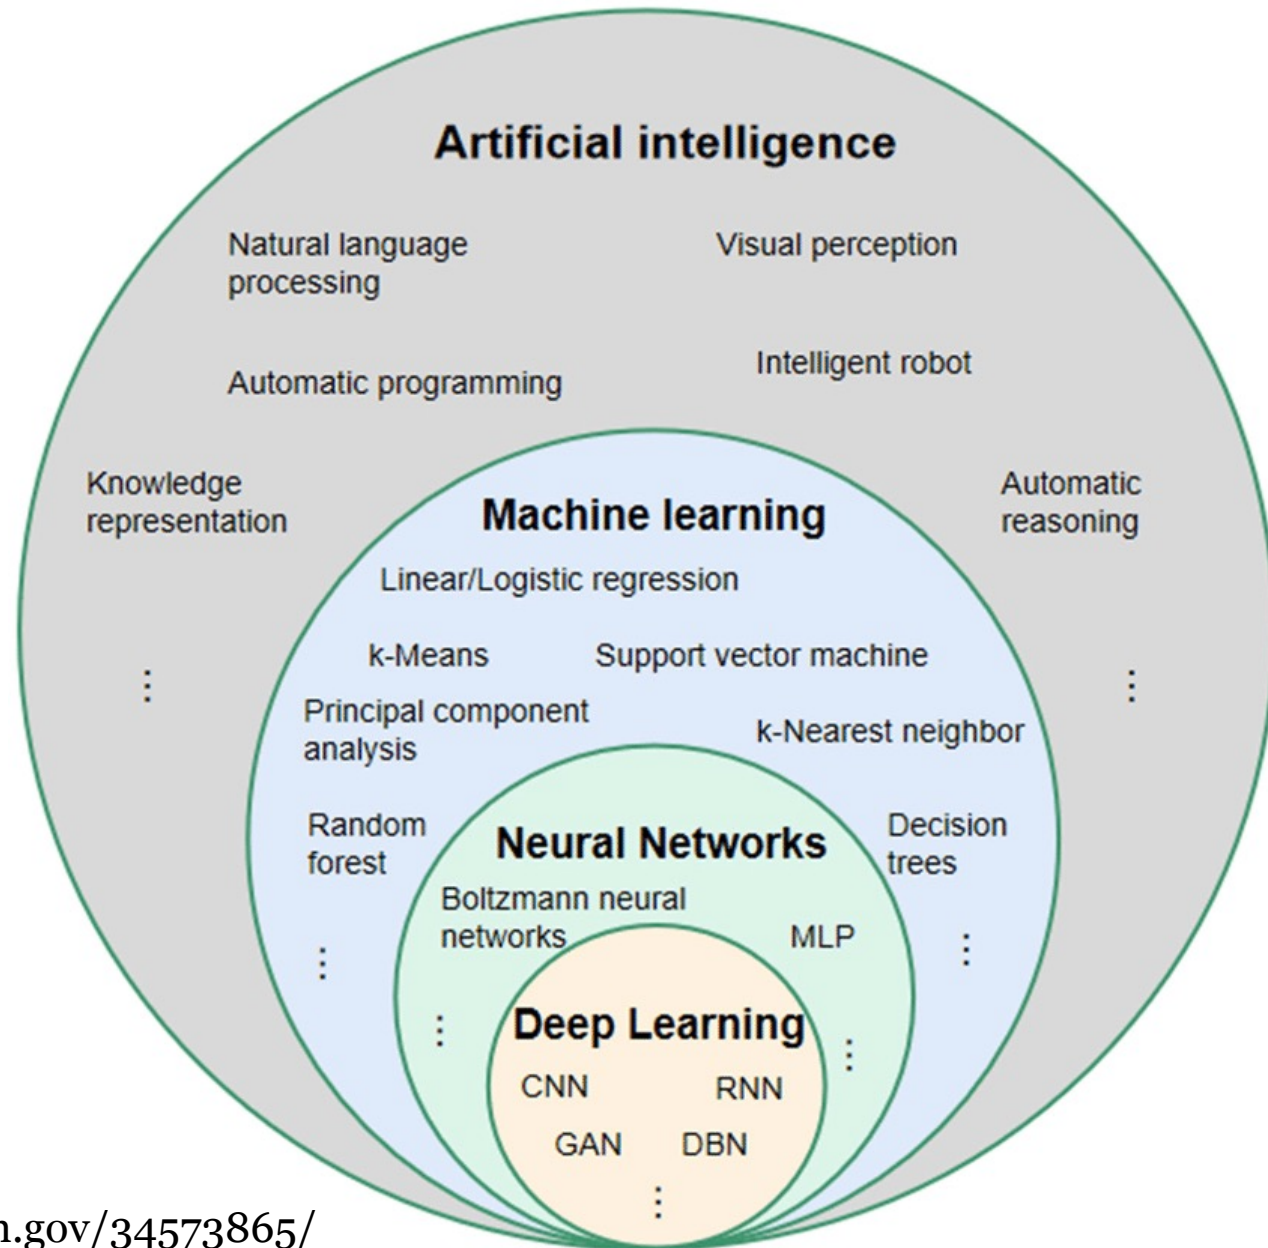 Artificial intelligence
Natural language
processing
Visual perception
Automatic programming
Intelligent robot
Knowledge
representation
Automatic
reasoning
⋮
⋮
Machine learning
Linear/Logistic regression
k-Means
Support vector machine
Principal component
analysis
k-Nearest neighbor
Random
forest
Decision
trees
⋮
⋮
Neural Networks
Boltzmann neural
networks
MLP
⋮
⋮
Deep Learning
CNN
RNN
GAN
DBN
⋮
.gov/34573865/